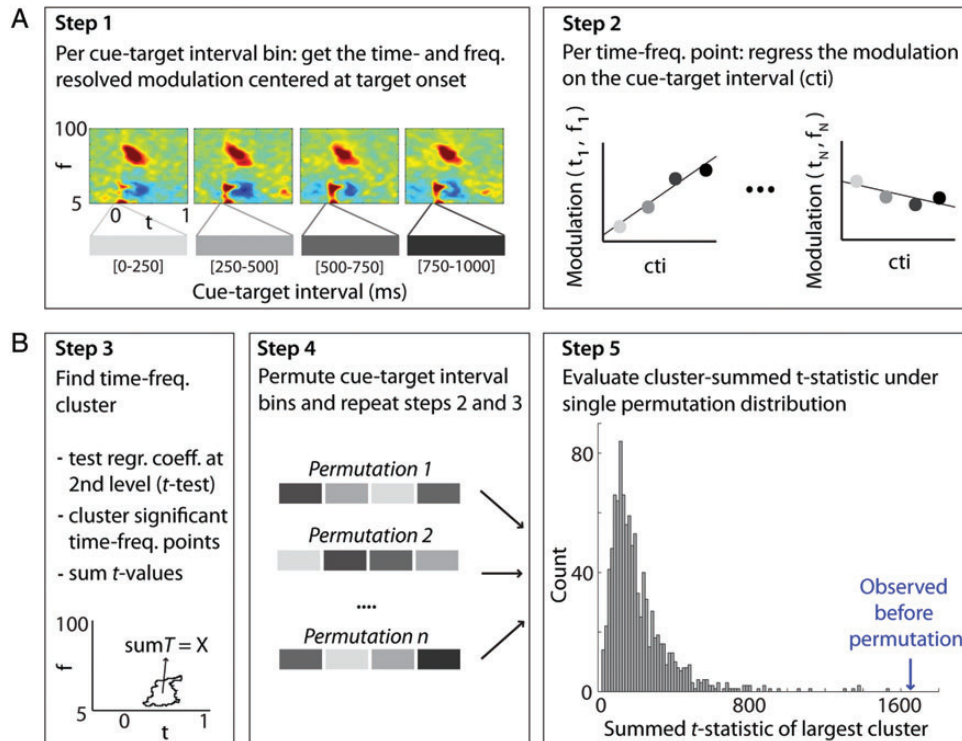 A
Step 1
Per cue-target interval bin: get the time- and freq.
resolved modulation centered at target onset
100
f
5
0
t
1
[0-250]
[250-500]
[500-750]
[750-1000]
Cue-target interval (ms)
Step 2
Per time-freq. point: regress the modulation
on the cue-target interval (cti)
Modulation ( t1 , f1 )
cti
•••
Modulation ( tN , fN )
cti
B
Step 3
Find time-freq.
cluster
- test regr. coeff. at
2nd level (t-test)
- cluster significant
time-freq. points
- sum t-values
100
f
5
sumT = X
0
1
t
Step 4
Permute cue-target interval
bins and repeat steps 2 and 3
Permutation 1
Permutation 2
....
Permutation n
Step 5
Evaluate cluster-summed t-statistic under
single permutation distribution
80
40
0
Count
Observed
before
permutation
0
800
1600
Summed t-statistic of largest cluster